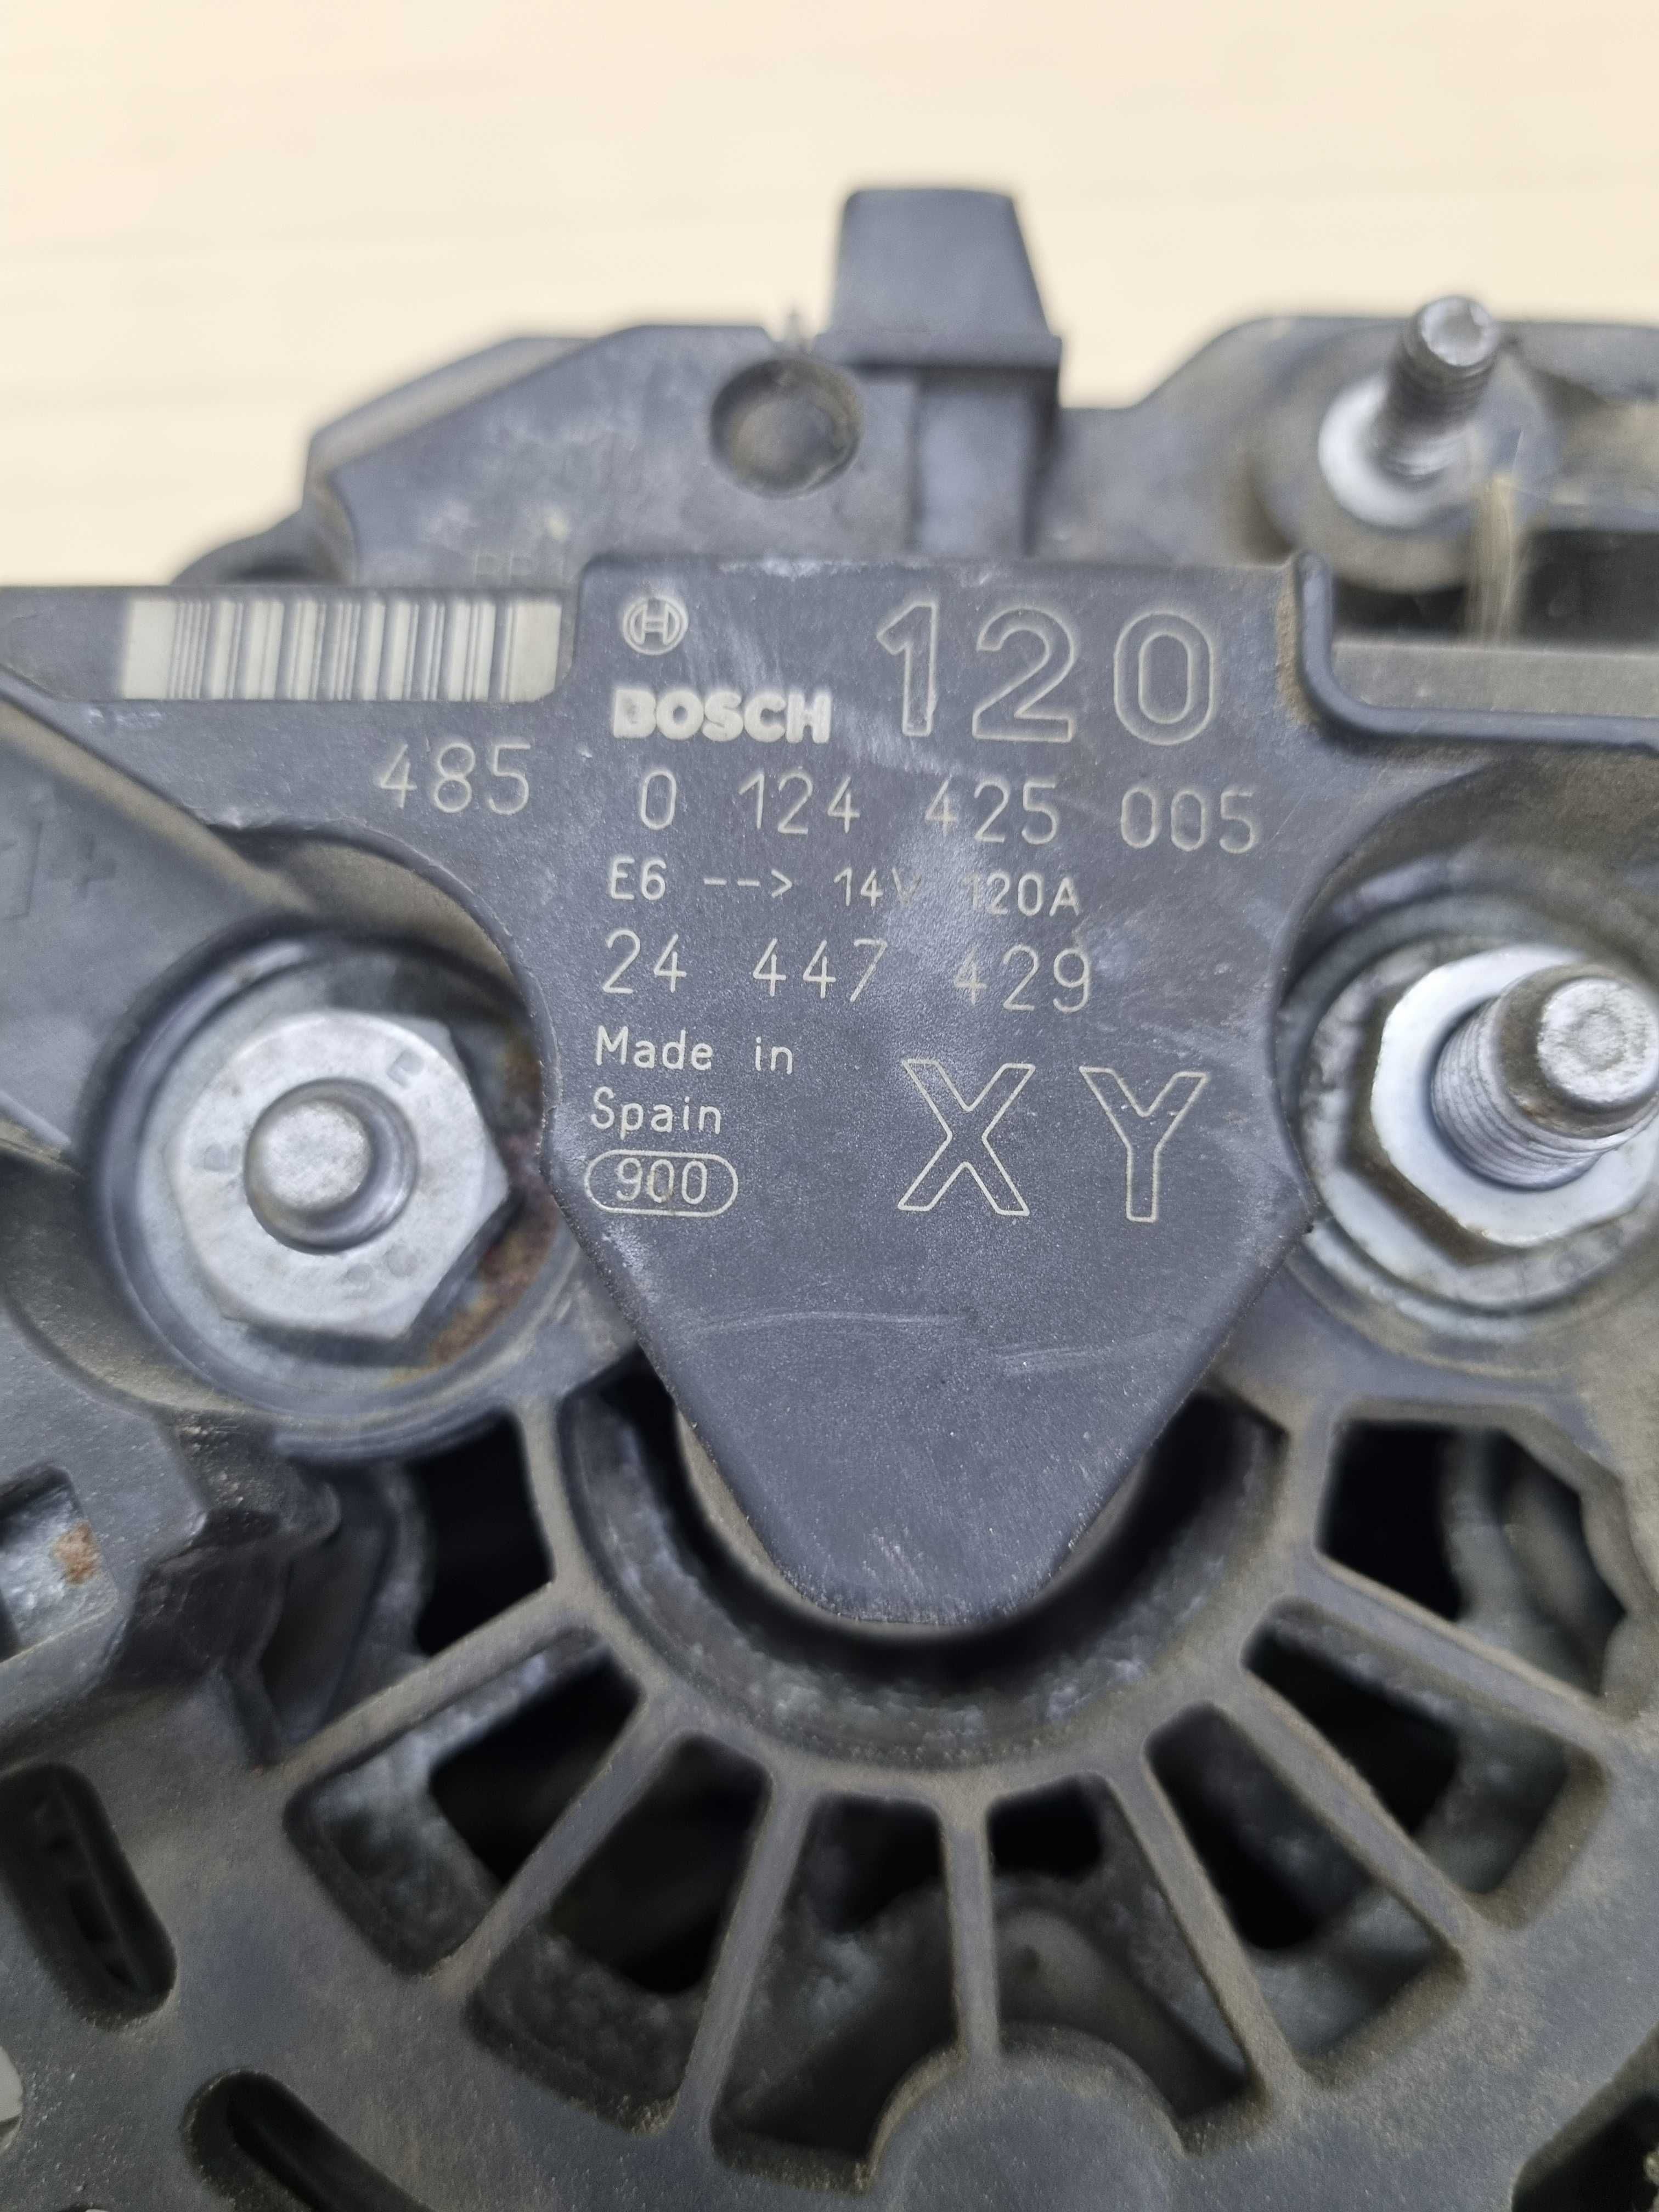 BOSCH 120
485 0 124 425 005
E6 --> 14V 120A
24 447 429
Made in
Spain
900
XY